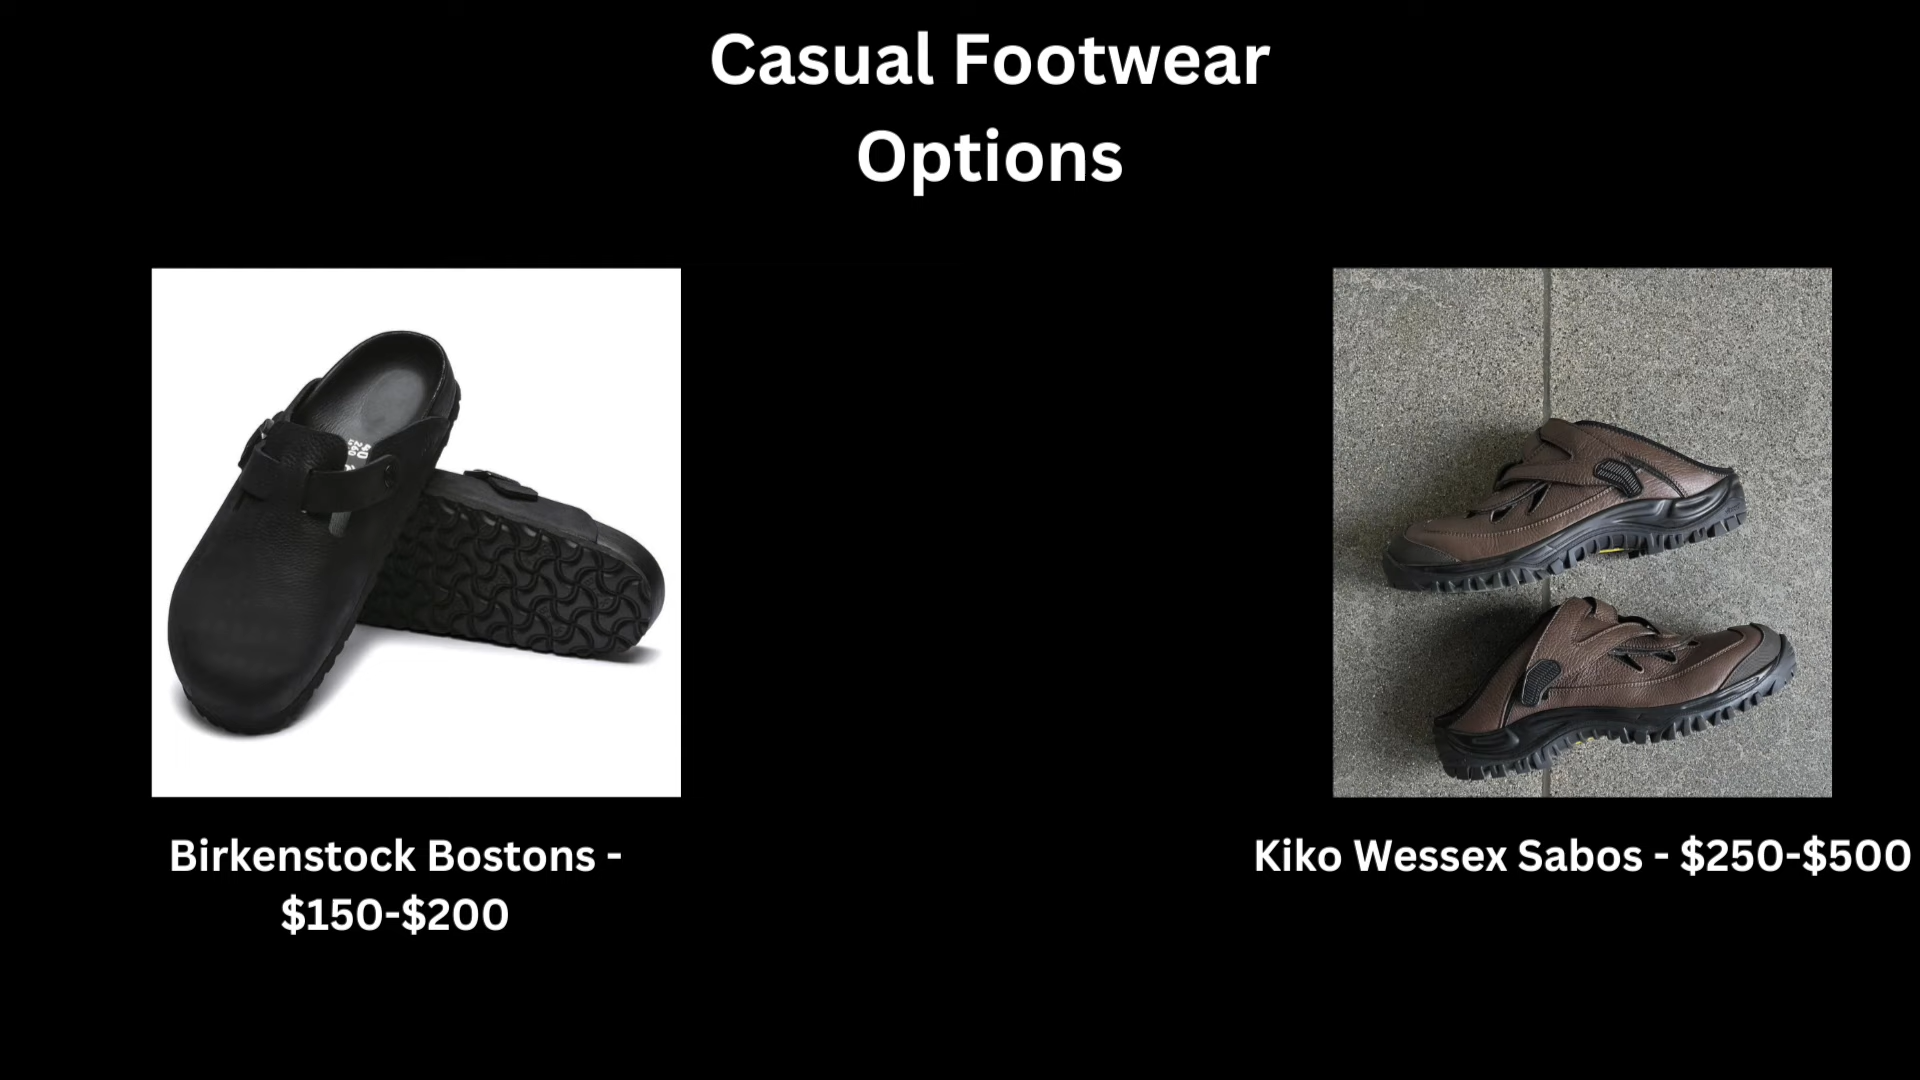 Casual Footwear
Options
Birkenstock Bostons -
$150-$200
Kiko Wessex Sabos - $250-$500